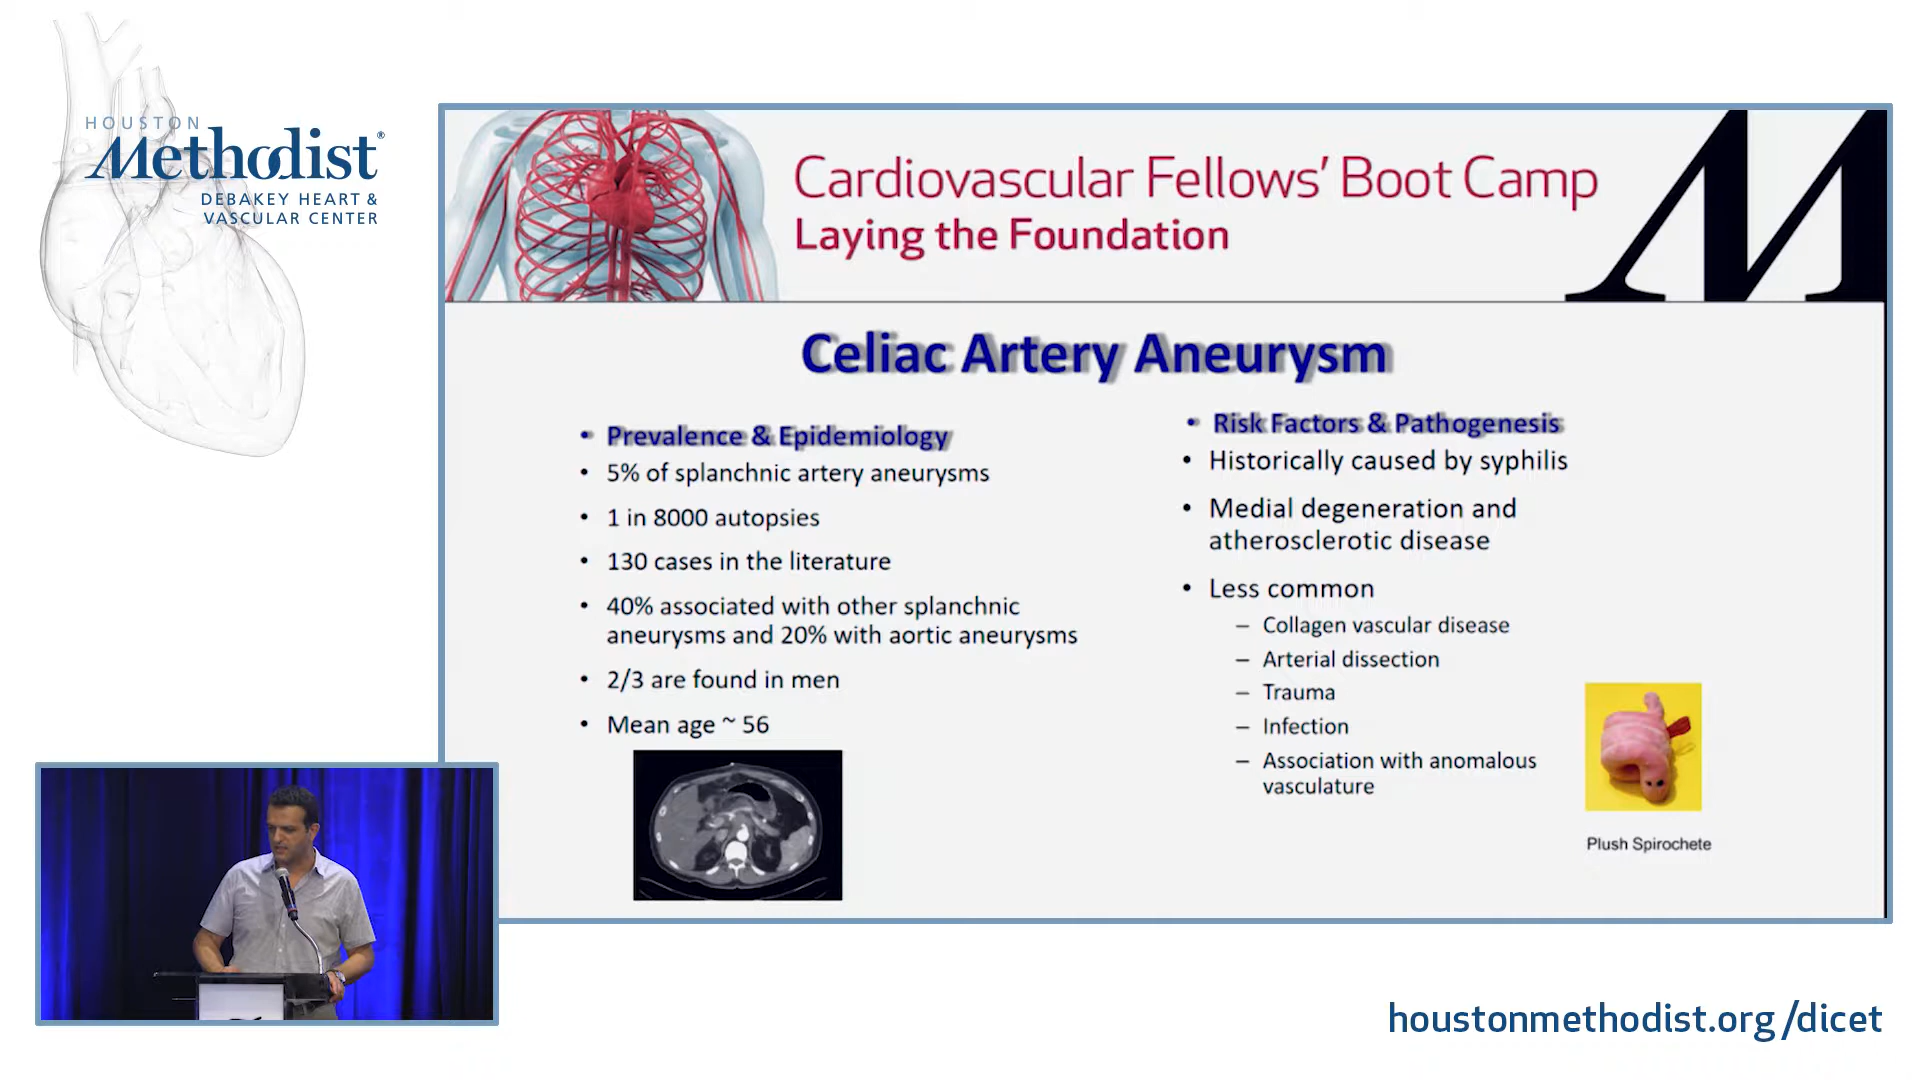 HOUSTON
Methodist®
DEBAKEY HEART &
VASCULAR CENTER
Cardiovascular Fellows' Boot Camp
Laying the Foundation
M
Celiac Artery Aneurysm
• Prevalence & Epidemiology
• 5% of splanchnic artery aneurysms
• 1 in 8000 autopsies
• 130 cases in the literature
• 40% associated with other splanchnic
aneurysms and 20% with aortic aneurysms
• 2/3 are found in men
• Mean age ~ 56
• Risk Factors & Pathogenesis
• Historically caused by syphilis
• Medial degeneration and
atherosclerotic disease
• Less common
– Collagen vascular disease
– Arterial dissection
– Trauma
– Infection
– Association with anomalous
vasculature
Plush Spirochete
houstonmethodist.org/dicet